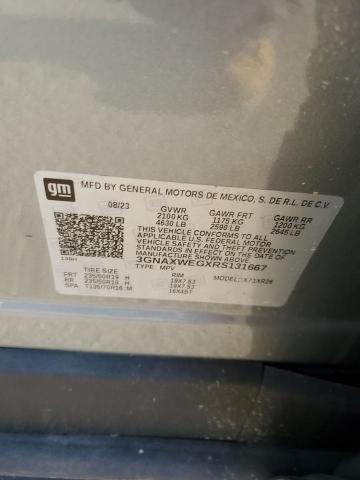 gm
MFD BY GENERAL MOTORS DE MEXICO, S. DE R.L. DE C.V.
08/23 GVWR GAWR FRT GAWR RR
2100 KG 1175 KG 1200 KG
4630 LB 2590 LB 2645 LB
THIS VEHICLE CONFORMS TO ALL
APPLICABLE U.S. FEDERAL MOTOR
VEHICLE SAFETY AND THEFT PREVENTION
STANDARDS IN EFFECT ON THE DATE OF
MANUFACTURE SHOWN ABOVE.
3GNAXWEGXRS131667
TYPE: MPV MODEL: X71XR26
TIRE SIZE RIM
FRT 235/50R19 H 19X7.5J
RR 235/50R19 H 19X7.5J
SPA T135/70R16 M 16X4BT